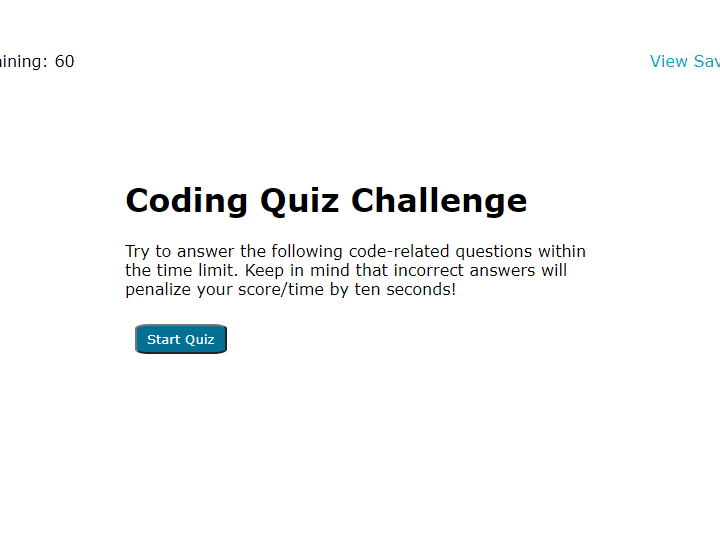 ining: 60
View Sav
Coding Quiz Challenge
Try to answer the following code-related questions within
the time limit. Keep in mind that incorrect answers will
penalize your score/time by ten seconds!
Start Quiz